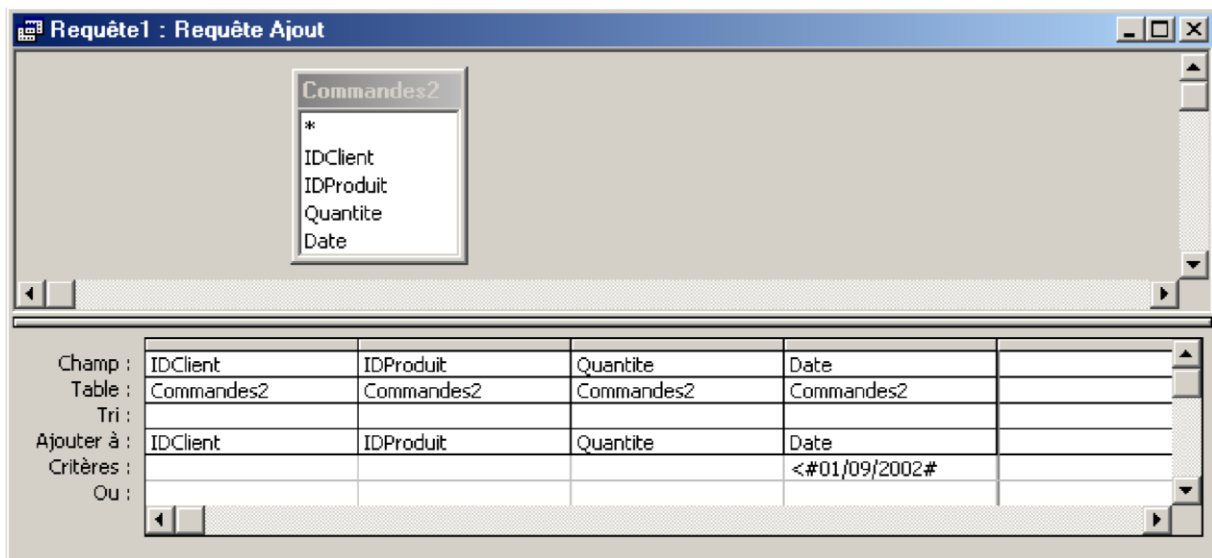 Requête1 : Requête Ajout
Commandes2
*
IDClient
IDProduit
Quantite
Date
Champ : IDClient IDProduit Quantite Date
Table : Commandes2 Commandes2 Commandes2 Commandes2
Tri :
Ajouter à : IDClient IDProduit Quantite Date
Critères : <#01/09/2002#
Ou :